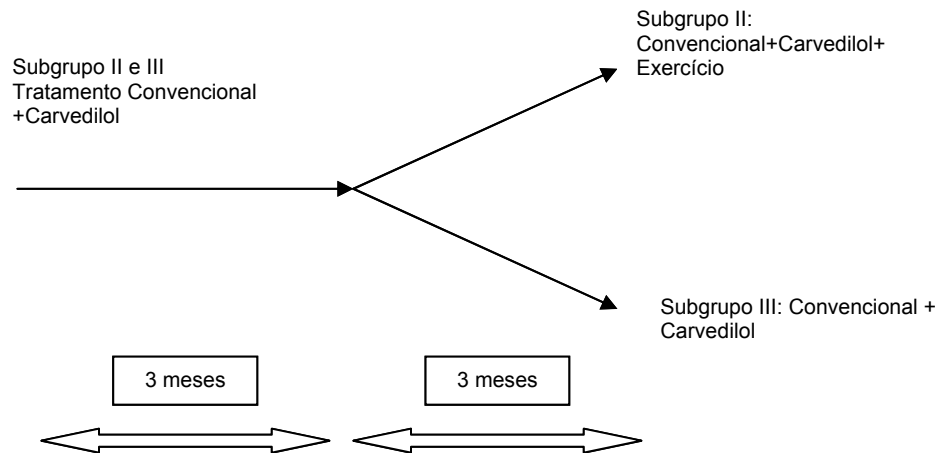 Subgrupo II:
Convencional+Carvedilol+
Exercício
Subgrupo II e III
Tratamento Convencional
+Carvedilol
Subgrupo III: Convencional +
Carvedilol
3 meses
3 meses